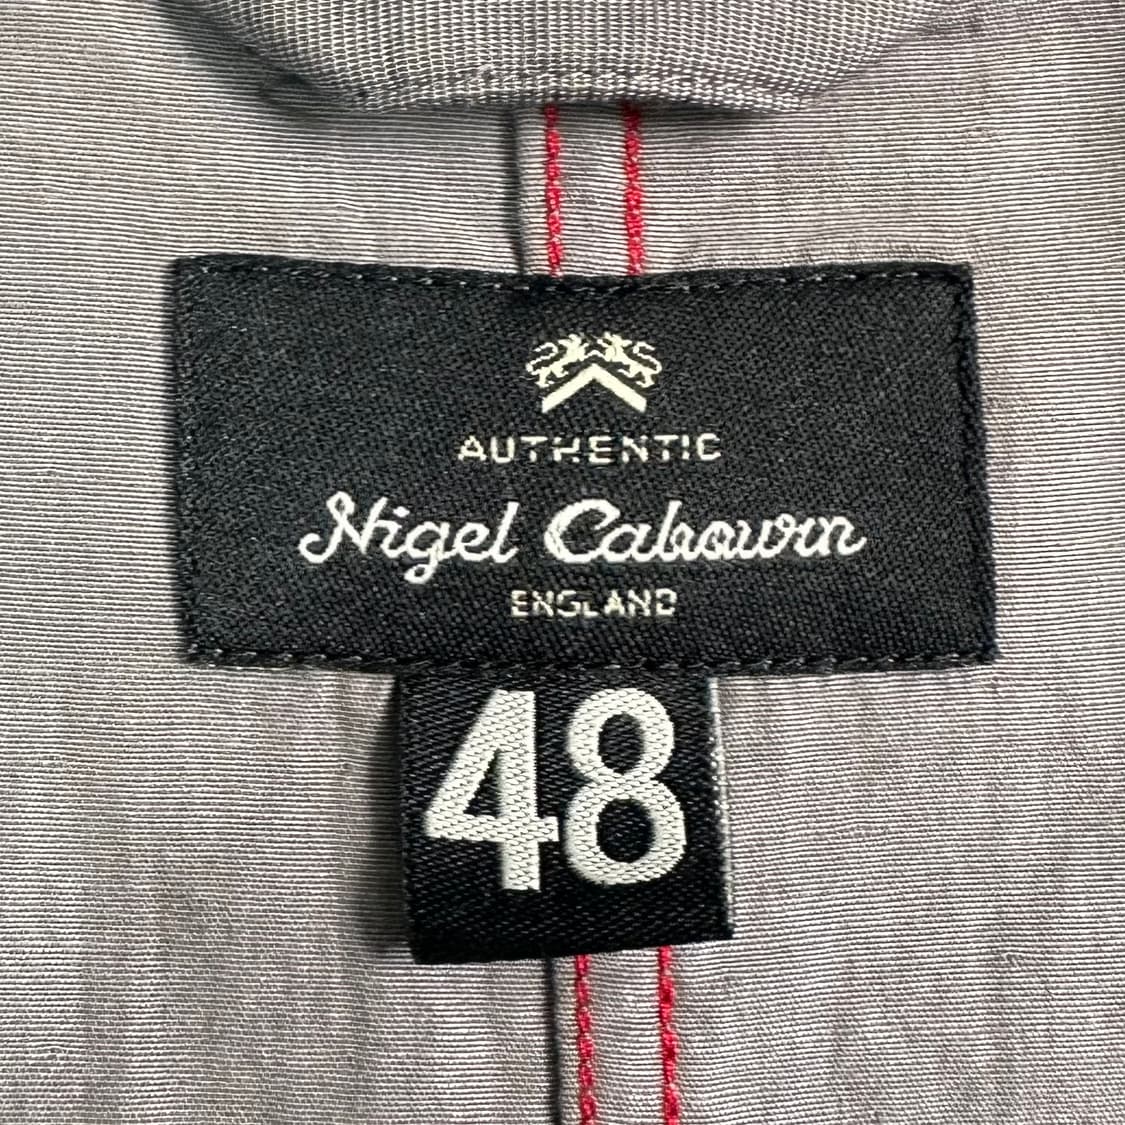 AUTHENTIC
Nigel Cabourn
ENGLAND
48